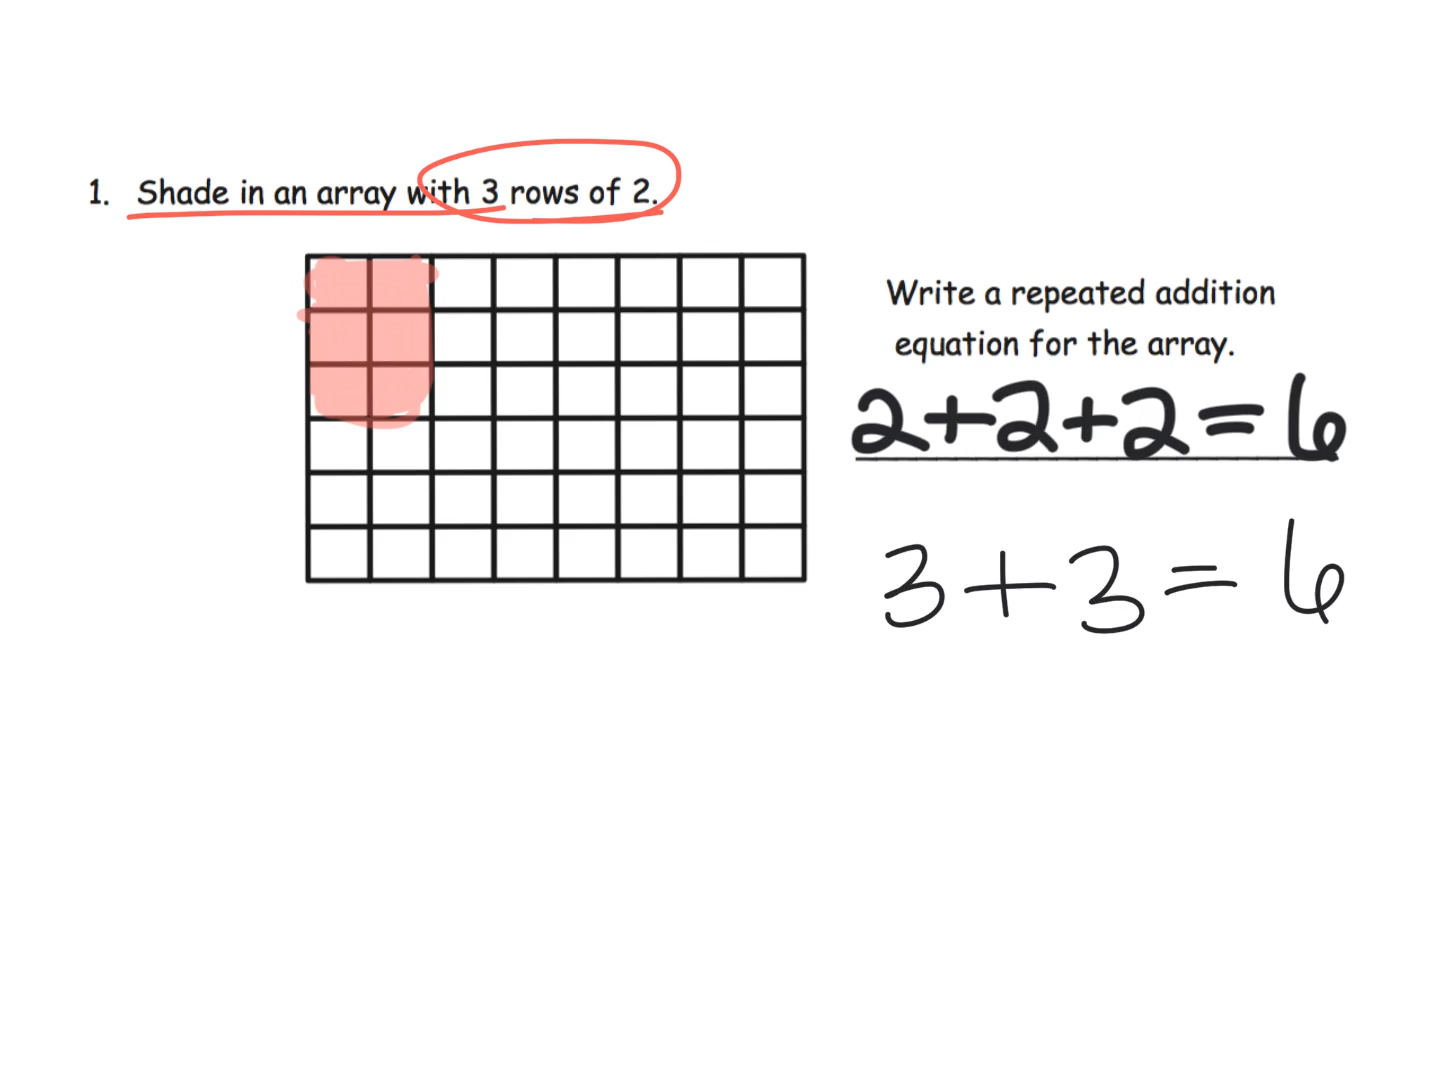 1. Shade in an array with 3 rows of 2.
Write a repeated addition
equation for the array.
2+2+2=6
3+3=6